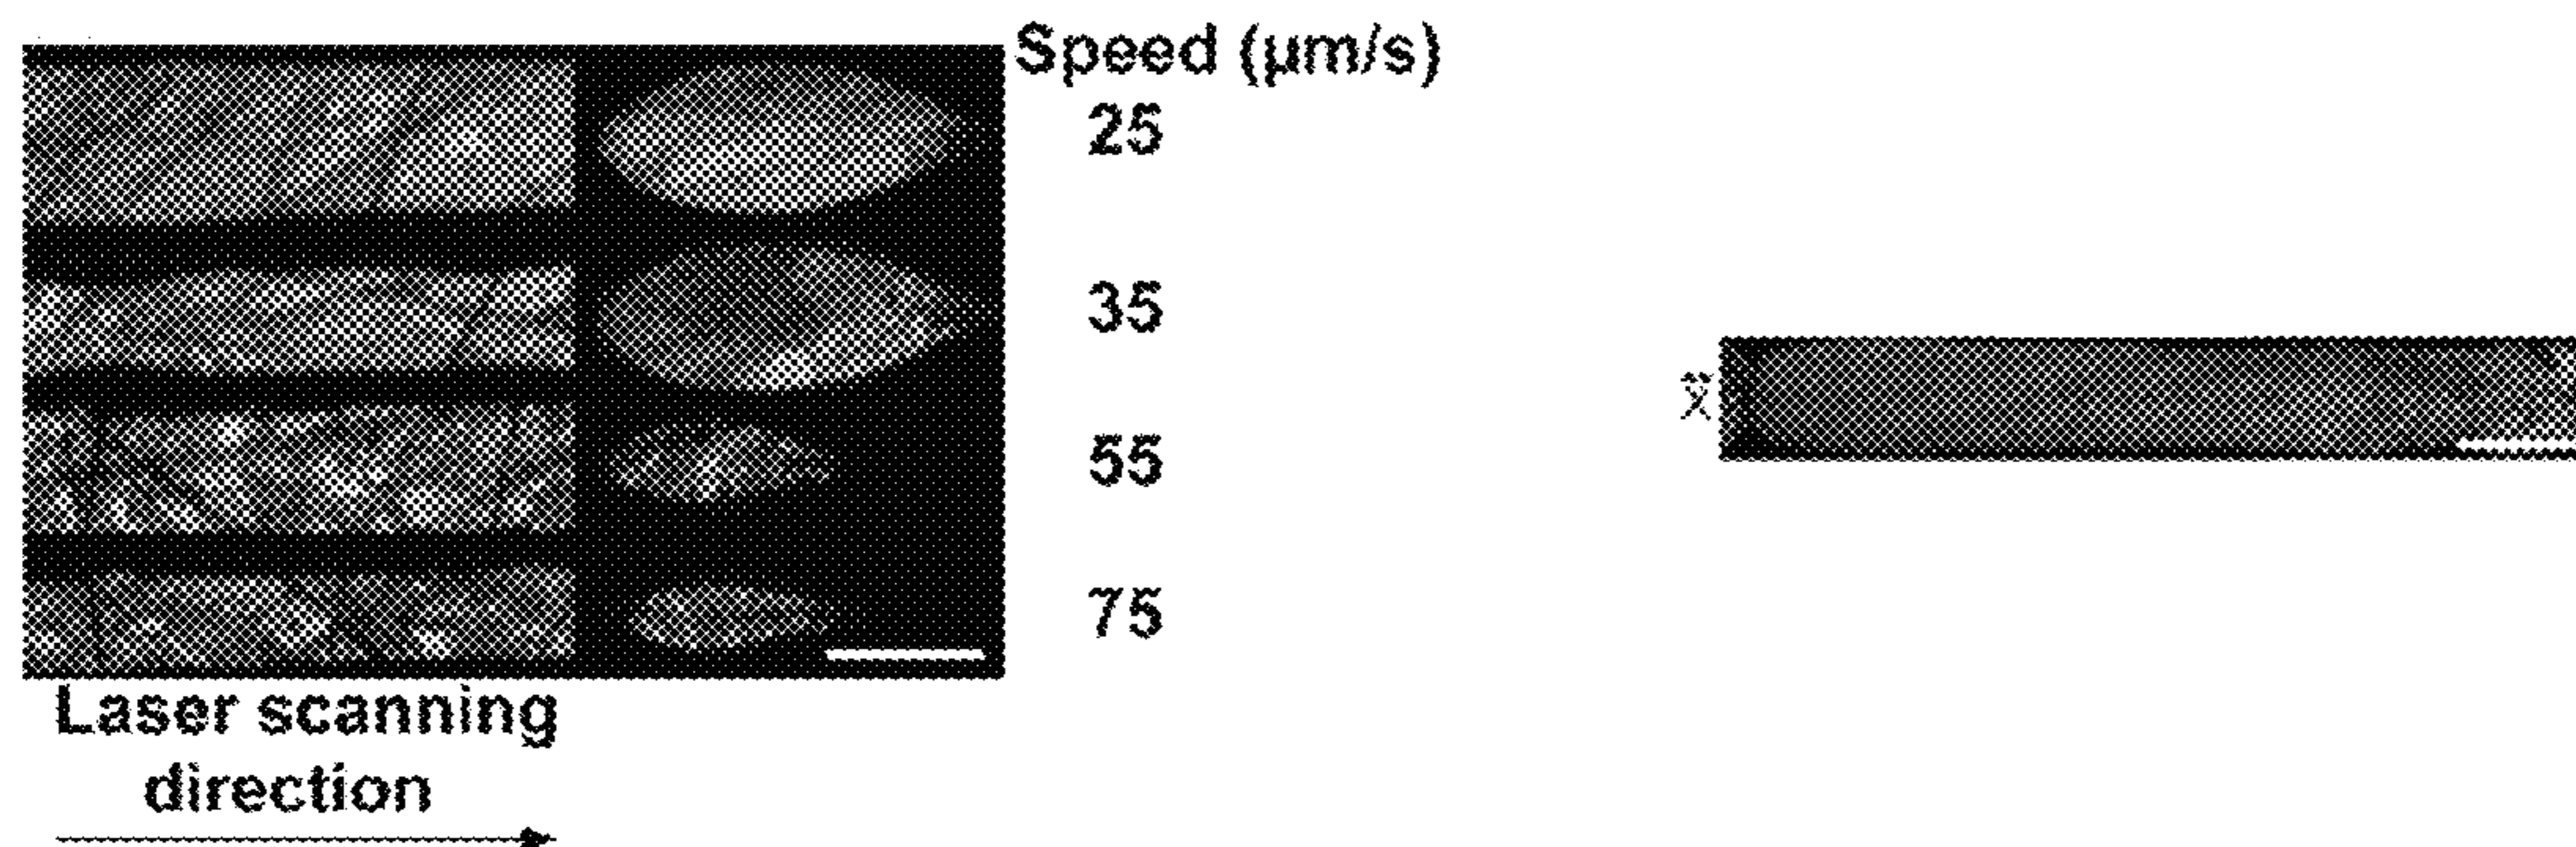 Speed (μm/s)
25
35
55
75
Laser scanning
direction